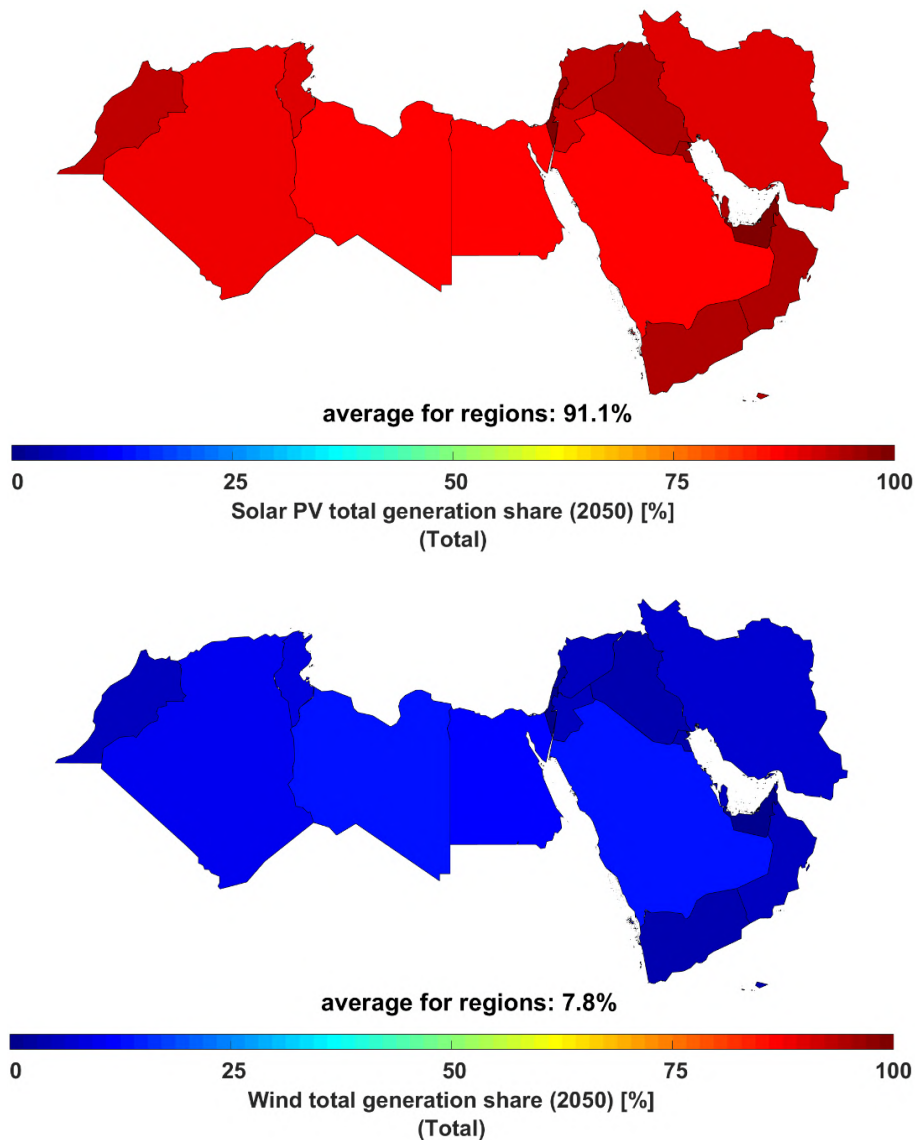 average for regions: 91.1%
0 25 50 75 100
Solar PV total generation share (2050) [%]
(Total)
average for regions: 7.8%
0 25 50 75 100
Wind total generation share (2050) [%]
(Total)